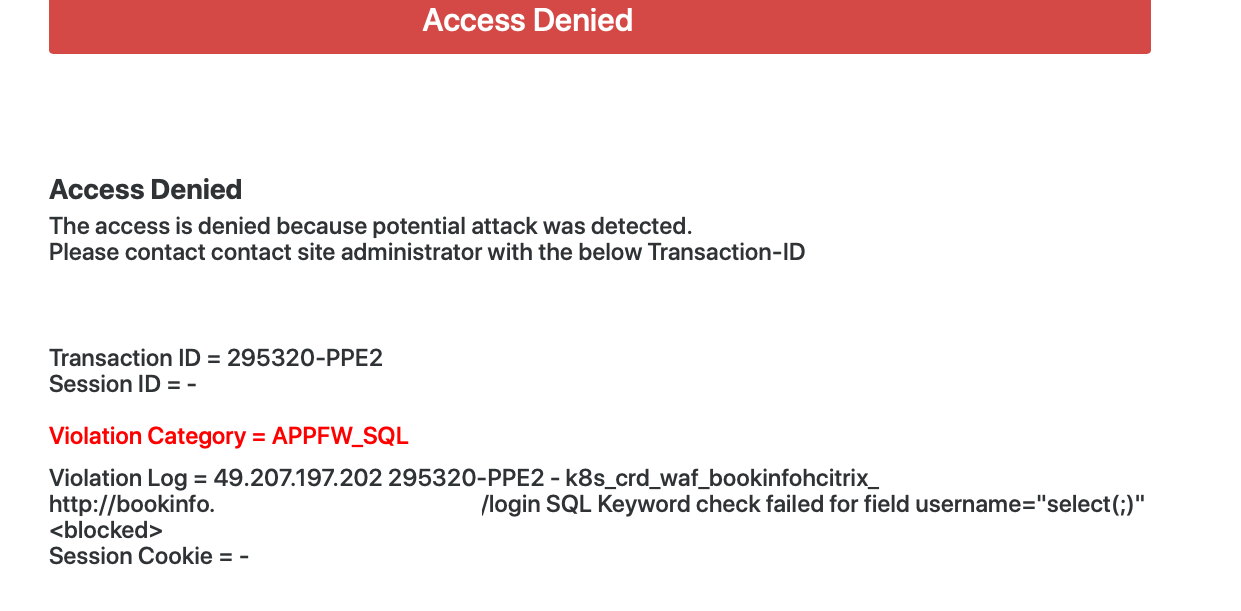 Access Denied
Access Denied
The access is denied because potential attack was detected.
Please contact contact site administrator with the below Transaction-ID
Transaction ID = 295320-PPE2
Session ID = -
Violation Category = APPFW_SQL
Violation Log = 49.207.197.202 295320-PPE2 - k8s_crd_waf_bookinfohcitrix_
http://bookinfo. /login SQL Keyword check failed for field username="select(;)"
<blocked>
Session Cookie = -